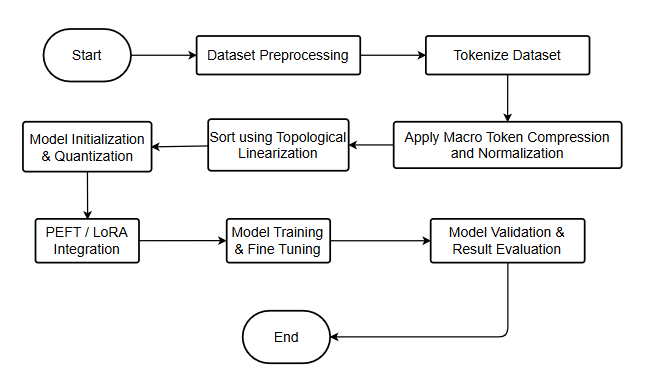 Start
Dataset Preprocessing
Tokenize Dataset
Apply Macro Token Compression
and Normalization
Sort using Topological
Linearization
Model Initialization
& Quantization
PEFT / LoRA
Integration
Model Training
& Fine Tuning
Model Validation &
Result Evaluation
End